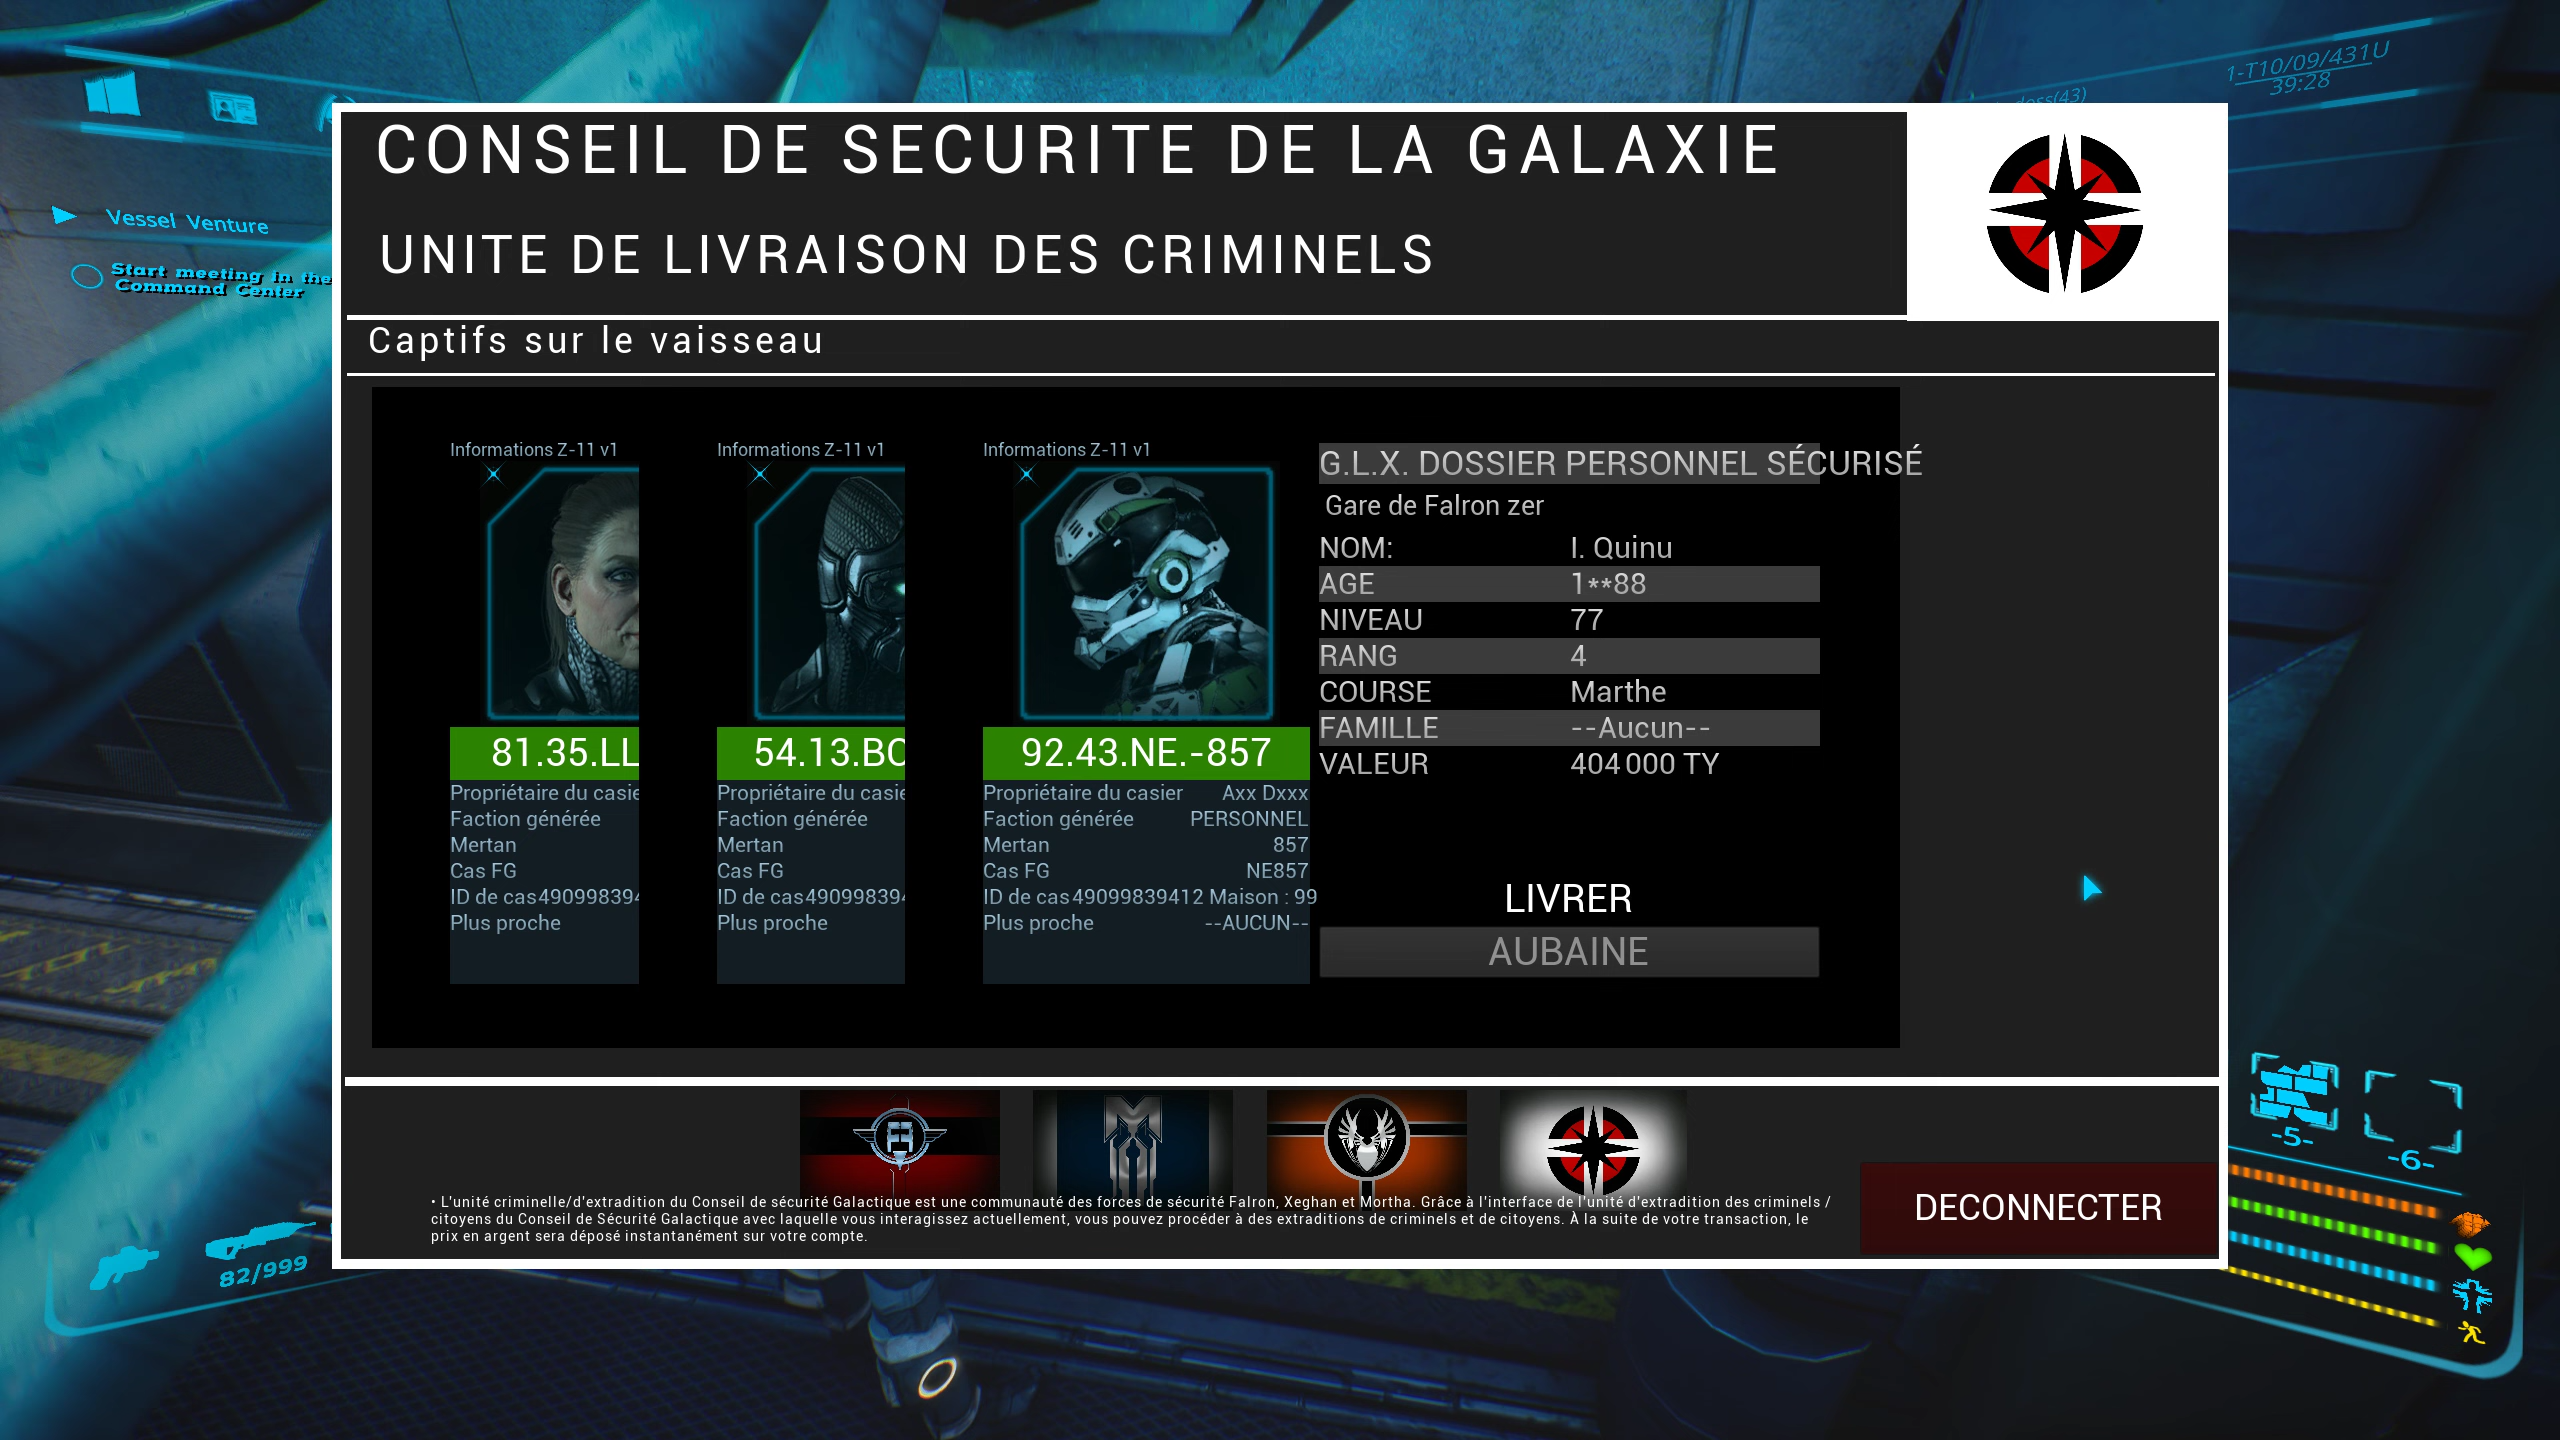 1-T10/09/431U
39:28
Vessel Venture
Start meeting in the
Command Center
CONSEIL DE SECURITE DE LA GALAXIE
UNITE DE LIVRAISON DES CRIMINELS
Captifs sur le vaisseau
Informations Z-11 v1
81.35.LL
Propriétaire du casie
Faction générée
Mertan
Cas FG
ID de cas490998394
Plus proche
Informations Z-11 v1
54.13.BC
Propriétaire du casie
Faction générée
Mertan
Cas FG
ID de cas490998394
Plus proche
Informations Z-11 v1
92.43.NE.-857
Propriétaire du casier Axx Dxxx
Faction générée PERSONNEL
Mertan 857
Cas FG NE857
ID de cas49099839412 Maison : 99
Plus proche --AUCUN--
G.L.X. DOSSIER PERSONNEL SÉCURISÉ
Gare de Falron zer
NOM: I. Quinu
AGE 1**88
NIVEAU 77
RANG 4
COURSE Marthe
FAMILLE --Aucun--
VALEUR 404 000 TY
LIVRER
AUBAINE
• L'unité criminelle/d'extradition du Conseil de sécurité Galactique est une communauté des forces de sécurité Falron, Xeghan et Mortha. Grâce à l'interface de l'unité d'extradition des criminels /
citoyens du Conseil de Sécurité Galactique avec laquelle vous interagissez actuellement, vous pouvez procéder à des extraditions de criminels et de citoyens. À la suite de votre transaction, le
prix en argent sera déposé instantanément sur votre compte.
DECONNECTER
82/999
-5-
-6-